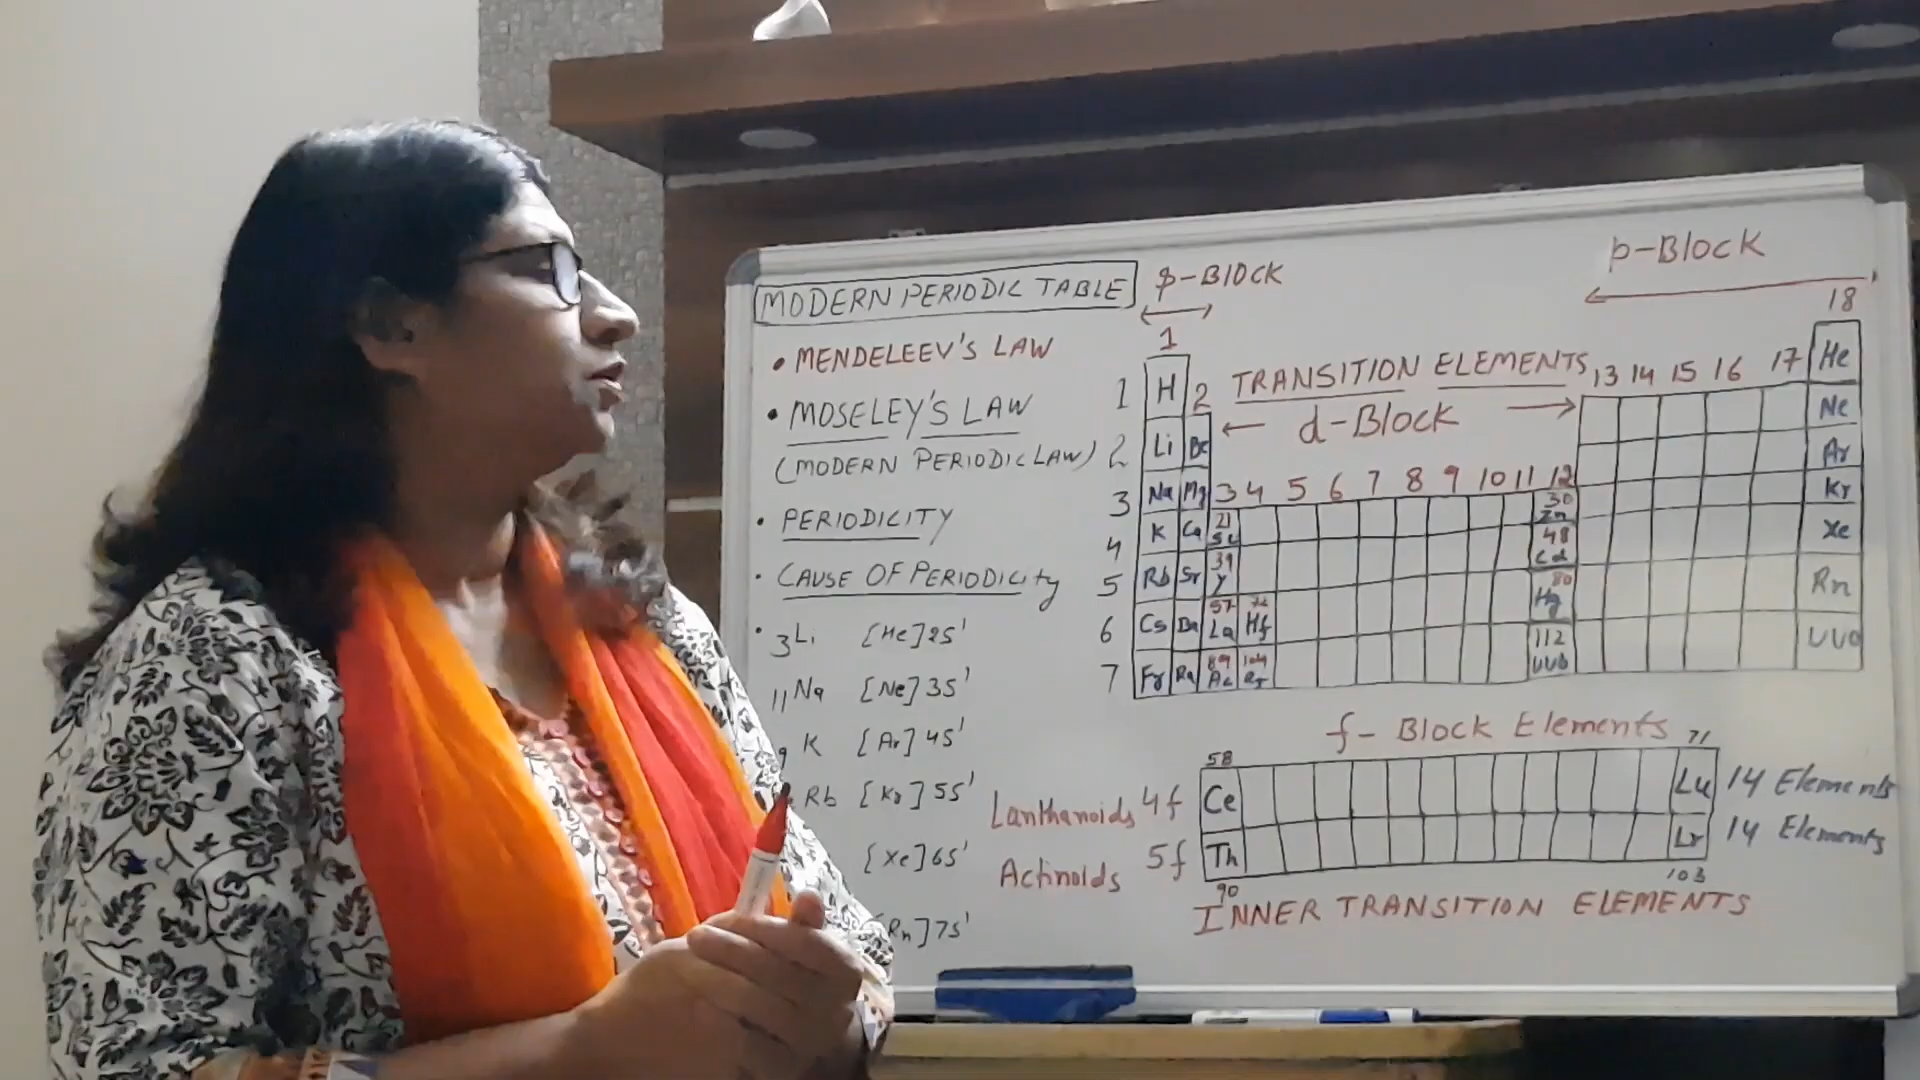 MODERN PERIODIC TABLE
• MENDELEEV'S LAW
• MOSELEY'S LAW
(MODERN PERIODIC LAW)
• PERIODICITY
• CAUSE OF PERIODICITY
• 3Li [He]2s¹
11Na [Ne]3s¹
9 K [Ar]4s¹
Rb [Kr]5s¹
[Xe]6s¹
[Rn]7s¹
s-BLOCK
p-BLOCK
1 18
TRANSITION ELEMENTS 13 14 15 16 17
← d-Block →
1 H 2 He
2 Li Be Ne
3 Na Mg 3 4 5 6 7 8 9 10 11 12 Ar
4 K Ca 21 Sc 30 Zn Kr
5 Rb Sr 39 Y 48 Cd Xe
6 Cs Ba 57 La 72 Hf 80 Hg Rn
7 Fr Ra 89 Ac 104 Rf 112 UUb UUO
f- Block Elements
58 71
Lanthanoids 4f Ce Lu 14 Elements
Actinoids 5f Th Lr 14 Elements
90 103
INNER TRANSITION ELEMENTS